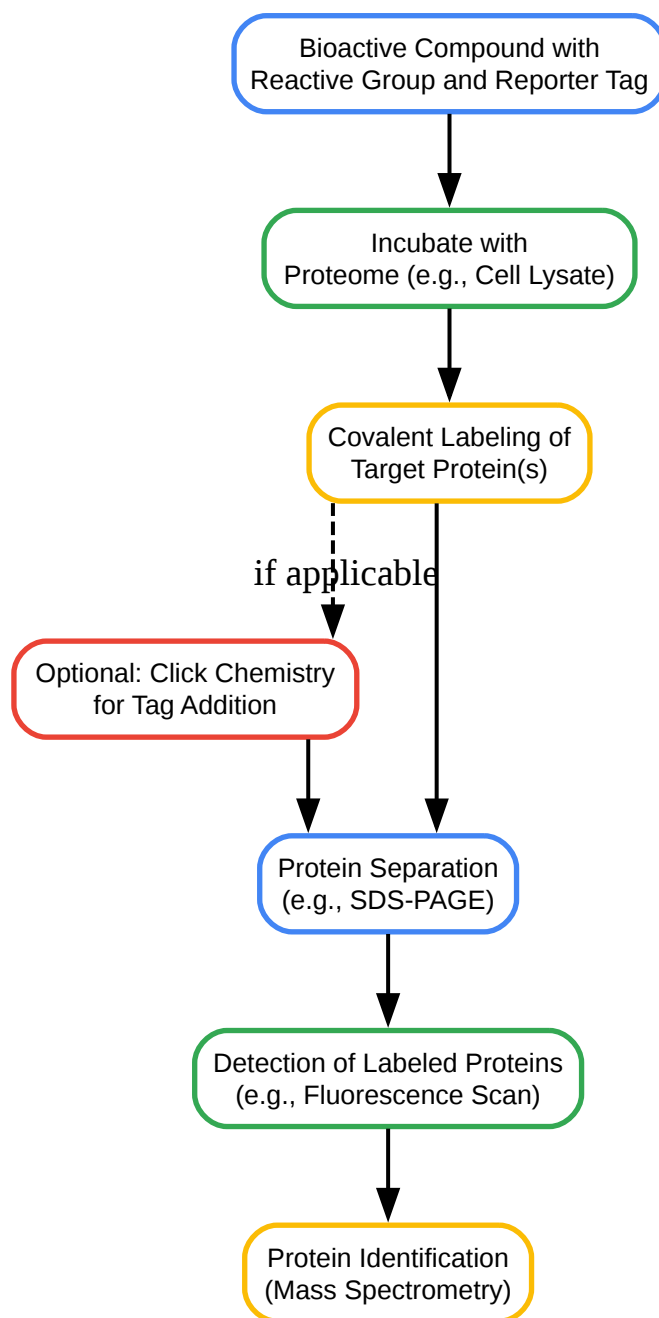 Bioactive Compound with
Reactive Group and Reporter Tag
Incubate with
Proteome (e.g., Cell Lysate)
Covalent Labeling of
Target Protein(s)
if applicable
Optional: Click Chemistry
for Tag Addition
Protein Separation
(e.g., SDS-PAGE)
Detection of Labeled Proteins
(e.g., Fluorescence Scan)
Protein Identification
(Mass Spectrometry)